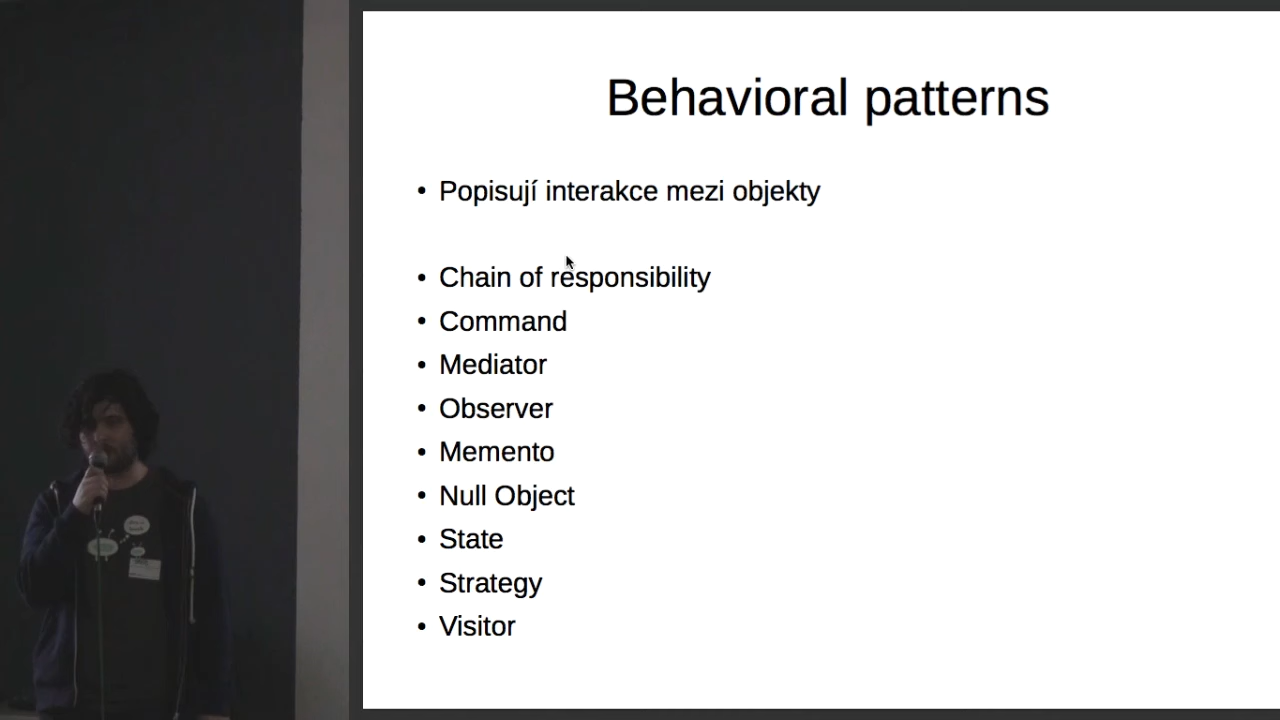 Behavioral patterns
• Popisují interakce mezi objekty
• Chain of responsibility
• Command
• Mediator
• Observer
• Memento
• Null Object
• State
• Strategy
• Visitor